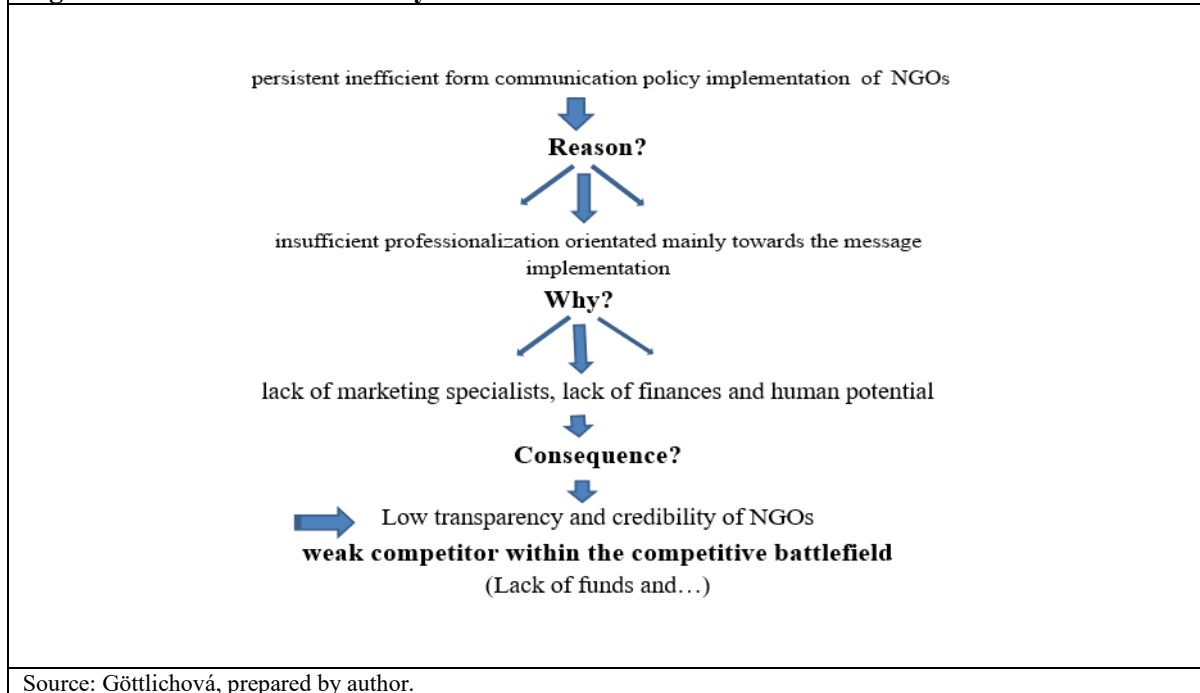 persistent inefficient form communication policy implementation of NGOs
Reason?
insufficient professionalization orientated mainly towards the message
implementation
Why?
lack of marketing specialists, lack of finances and human potential
Consequence?
Low transparency and credibility of NGOs
weak competitor within the competitive battlefield
(Lack of funds and…)
Source: Göttlichová, prepared by author.